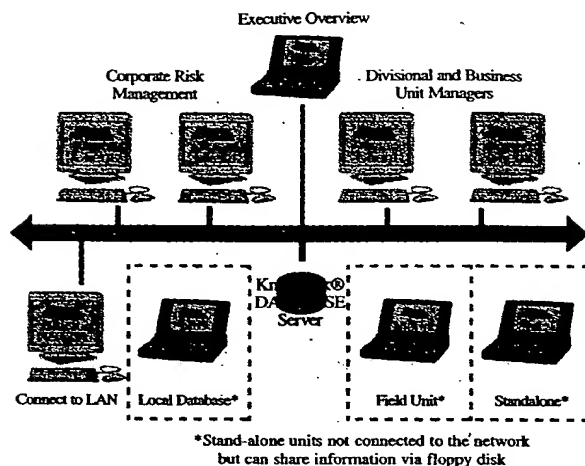 Executive Overview
Corporate Risk
Management
Divisional and Business
Unit Managers
Server
Connect to LAN
Local Database*
Field Unit*
Standalone*
*Stand-alone units not connected to the network
but can share information via floppy disk